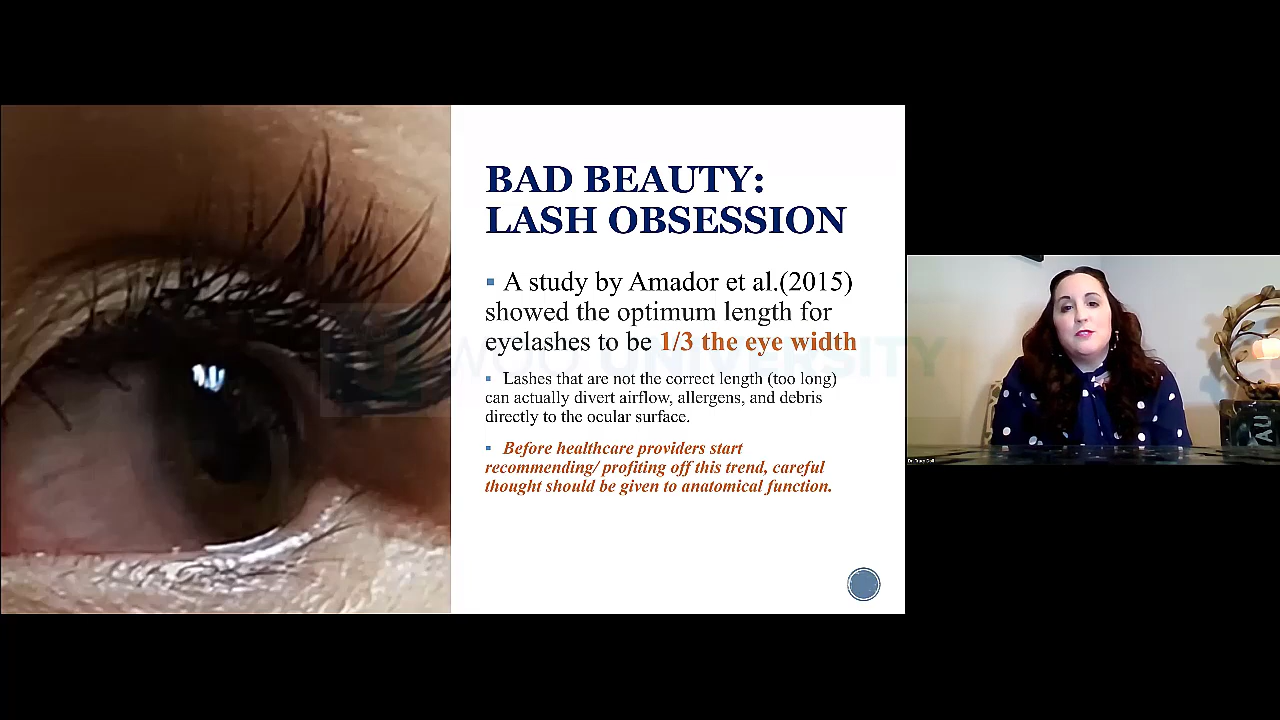 BAD BEAUTY:
LASH OBSESSION
▪ A study by Amador et al.(2015)
showed the optimum length for
eyelashes to be 1/3 the eye width
▪ Lashes that are not the correct length (too long)
can actually divert airflow, allergens, and debris
directly to the ocular surface.
▪ Before healthcare providers start
recommending/ profiting off this trend, careful
thought should be given to anatomical function.
WOO UNIVERSITY
AU